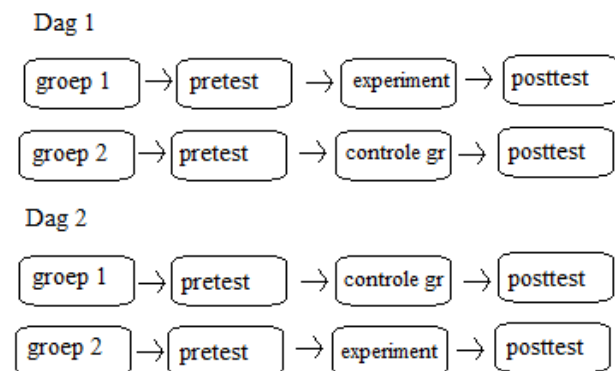 Dag 1
groep 1 pretest experiment posttest
groep 2 pretest controle gr posttest
Dag 2
groep 1 pretest controle gr posttest
groep 2 pretest experiment posttest